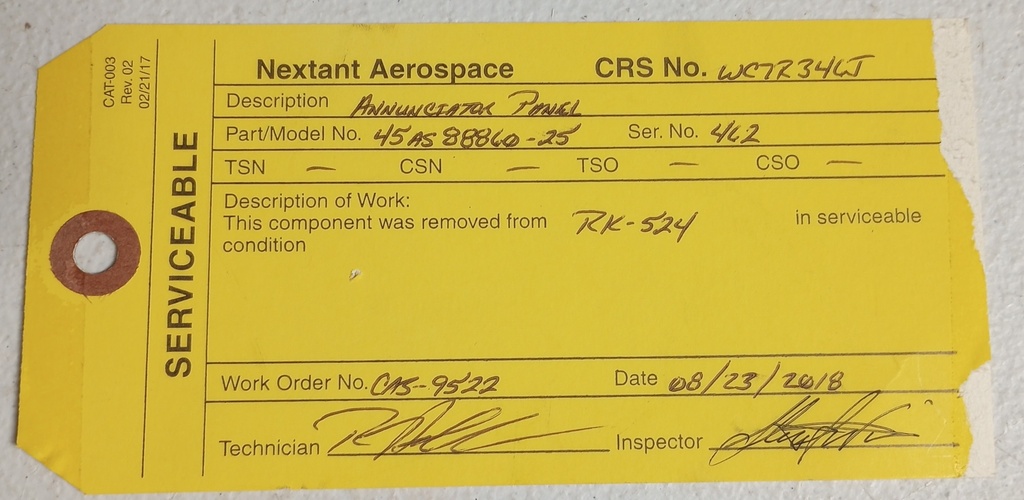 CAT-003
Rev. 02
02/21/17
SERVICEABLE
Nextant Aerospace CRS No. WC7R346J
Description ANNUNCIATOR PANEL
Part/Model No. 45AS88860-25 Ser. No. 462
TSN — CSN — TSO — CSO —
Description of Work:
This component was removed from RK-524 in serviceable
condition
Work Order No. CAS-9522 Date 08/23/2018
Technician Inspector